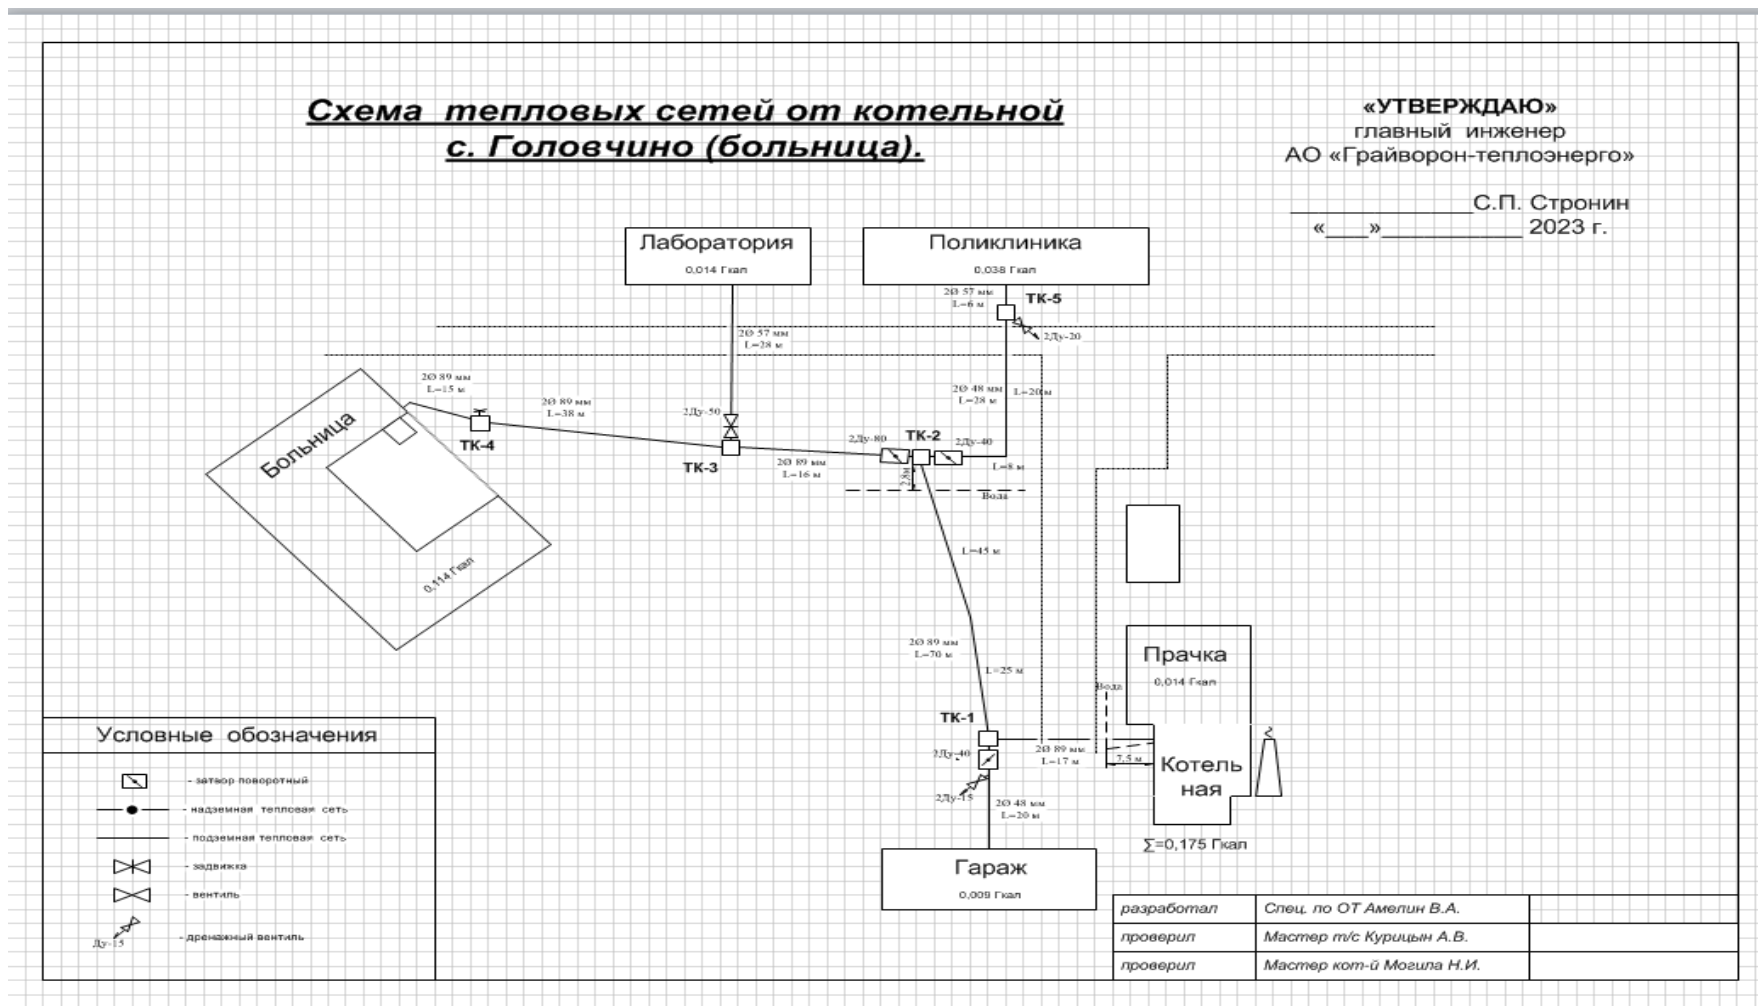 Схема тепловых сетей от котельной
с. Головчино (больница).
«УТВЕРЖДАЮ»
главный инженер
АО «Грайворон-теплоэнерго»
_______________С.П. Стронин
«___»____________ 2023 г.
Лаборатория
0,014 Гкал
Поликлиника
0,038 Гкал
2Ø 57 мм
L=6 м
ТК-5
2Ду-20
2Ø 57 мм
L=28 м
2Ø 89 мм
L=15 м
2Ø 89 мм
L=38 м
2Ø 48 мм
L=28 м
L=20м
Больница
0,114 Гкал
ТК-4
2Ду-50
ТК-3
2Ø 89 мм
L=16 м
2Ду-80
ТК-2
2Ду-40
L=8 м
2,8м
Вода
L=45 м
2Ø 89 мм
L=70 м
L=25 м
Прачка
0,014 Гкал
Вода
ТК-1
2Ду-40
2Ø 89 мм
L=17 м
7,5 м
Котель
ная
2Ду-15
2Ø 48 мм
L=20 м
∑=0,175 Гкал
Гараж
0,009 Гкал
Условные обозначения
- затвор поворотный
- надземная тепловая сеть
- подземная тепловая сеть
- задвижка
- вентиль
Ду-15
- дренажный вентиль
разработал Спец. по ОТ Амелин В.А.
проверил Мастер т/с Курицын А.В.
проверил Мастер кот-й Могила Н.И.